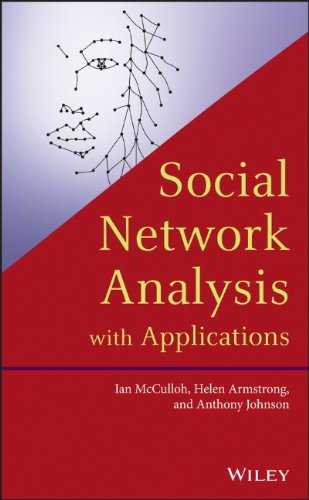 Social
Network
Analysis
with Applications
Ian McCulloh, Helen Armstrong,
and Anthony Johnson
WILEY